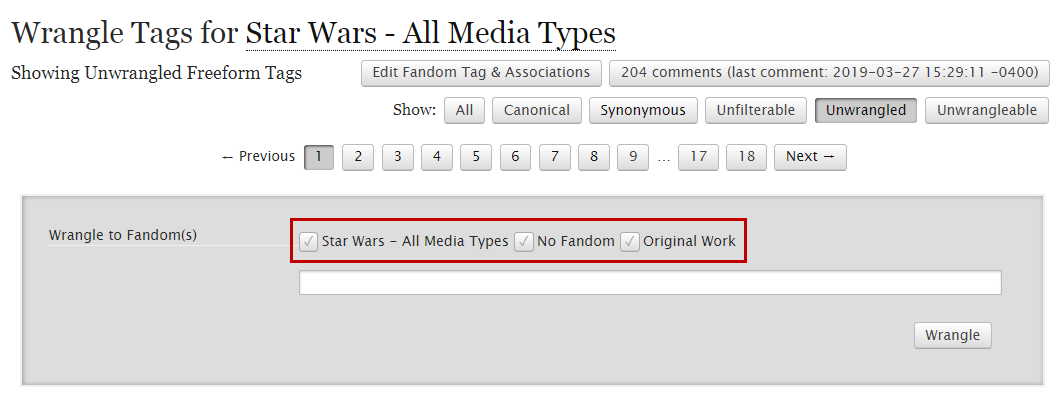 Wrangle Tags for Star Wars - All Media Types
Showing Unwrangled Freeform Tags Edit Fandom Tag & Associations 204 comments (last comment: 2019-03-27 15:29:11 -0400)
Show: All Canonical Synonymous Unfilterable Unwrangled Unwrangleable
← Previous 1 2 3 4 5 6 7 8 9 … 17 18 Next →
Wrangle to Fandom(s) Star Wars - All Media Types No Fandom Original Work
Wrangle